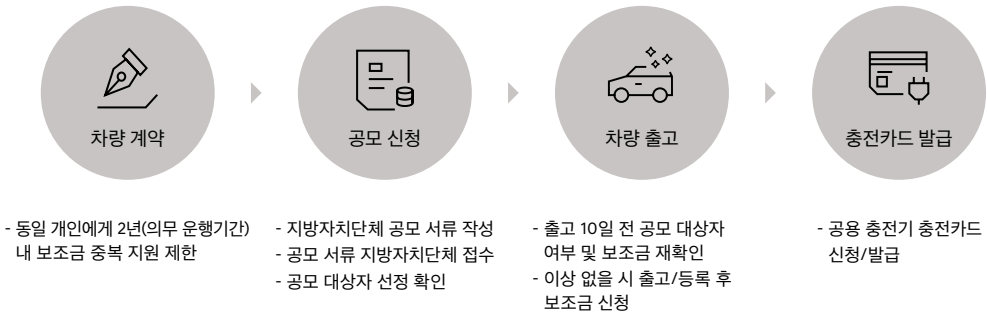 차량 계약
공모 신청
차량 출고
충전카드 발급
- 동일 개인에게 2년(의무 운행기간)
내 보조금 중복 지원 제한
- 지방자치단체 공모 서류 작성
- 공모 서류 지방자치단체 접수
- 공모 대상자 선정 확인
- 출고 10일 전 공모 대상자
여부 및 보조금 재확인
- 이상 없을 시 출고/등록 후
보조금 신청
- 공용 충전기 충전카드
신청/발급